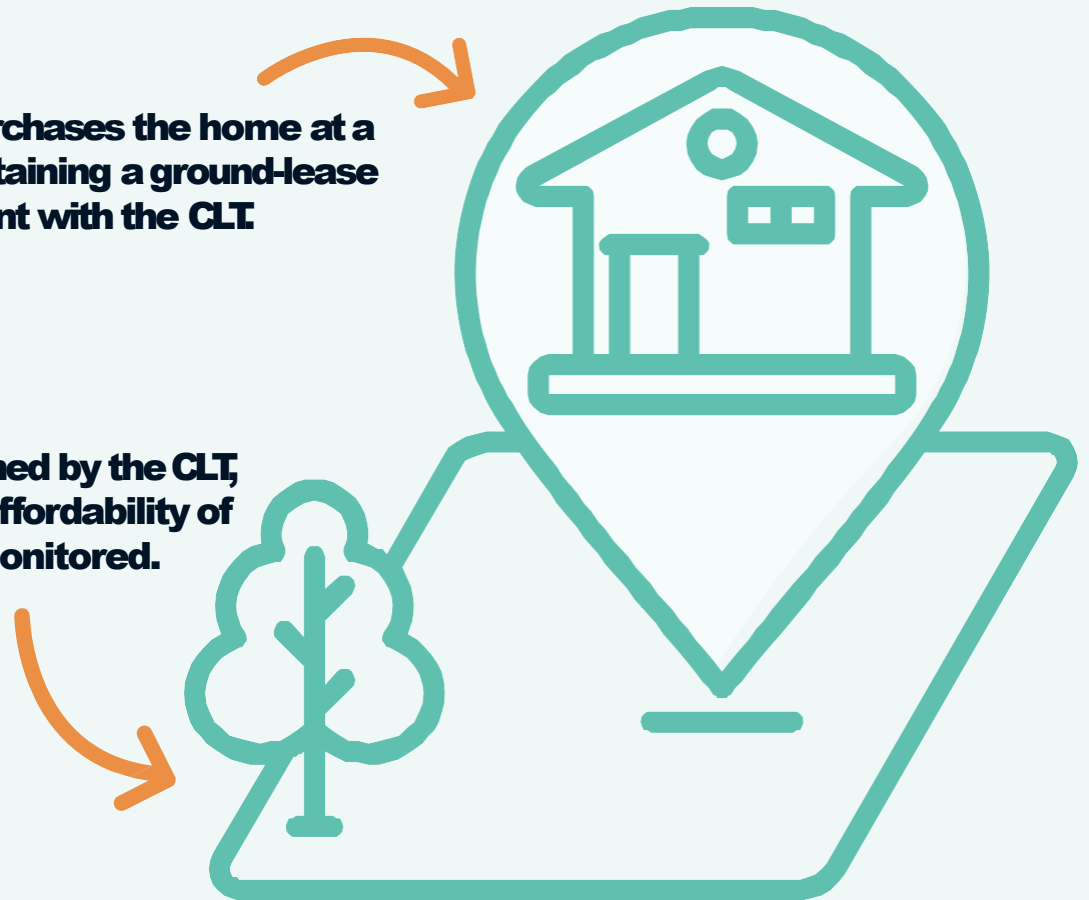 rchases the home at a
taining a ground-lease
nt with the CLT.
ned by the CLT,
ffordability of
onitored.